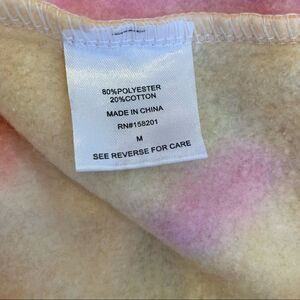 80%POLYESTER
20%COTTON
MADE IN CHINA
RN#158201
M
SEE REVERSE FOR CARE